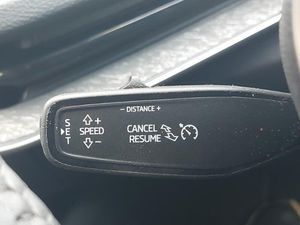 − DISTANCE +
SET
+
SPEED
−
CANCEL
RESUME